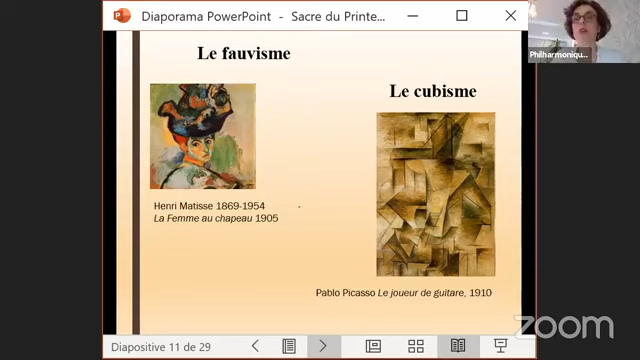 Diaporama PowerPoint - Sacre du Printe...
Le fauvisme
Philharmoniqu...
Le cubisme
Henri Matisse 1869-1954 -
La Femme au chapeau 1905
Pablo Picasso Le joueur de guitare, 1910
zoom
Diapositive 11 de 29